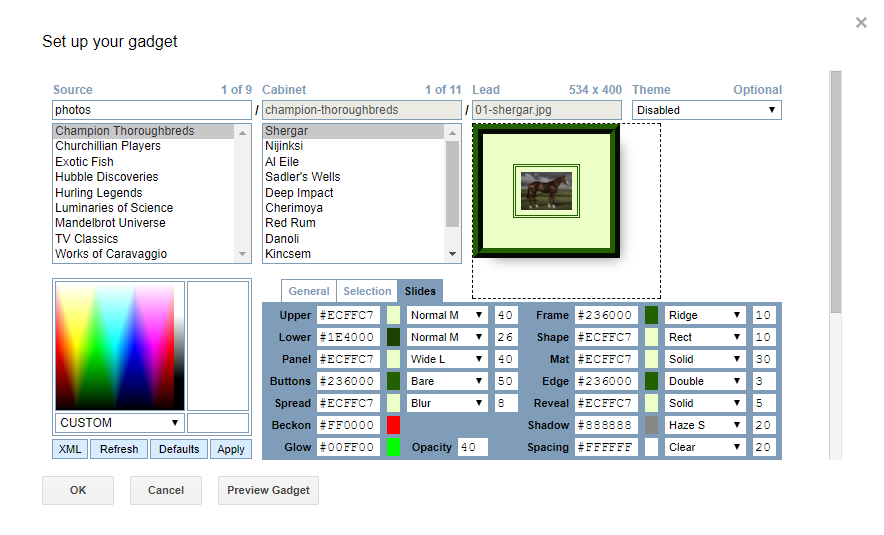 ×
Set up your gadget
Source 1 of 9 Cabinet 1 of 11 Lead 534 x 400 Theme Optional
photos / champion-thoroughbreds / 01-shergar.jpg Disabled
Champion Thoroughbreds Shergar
Churchillian Players Nijinksi
Exotic Fish Al Eile
Hubble Discoveries Sadler's Wells
Hurling Legends Deep Impact
Luminaries of Science Cherimoya
Mandelbrot Universe Red Rum
TV Classics Danoli
Works of Caravaggio Kincsem
General Selection Slides
Upper #ECFFC7 Normal M 40 Frame #236000 Ridge 10
Lower #1E4000 Normal M 26 Shape #ECFFC7 Rect 10
Panel #ECFFC7 Wide L 40 Mat #ECFFC7 Solid 30
Buttons #236000 Bare 50 Edge #236000 Double 3
Spread #ECFFC7 Blur 8 Reveal #ECFFC7 Solid 5
CUSTOM Beckon #FF0000 Shadow #888888 Haze S 20
XML Refresh Defaults Apply Glow #00FF00 Opacity 40 Spacing #FFFFFF Clear 20
OK Cancel Preview Gadget